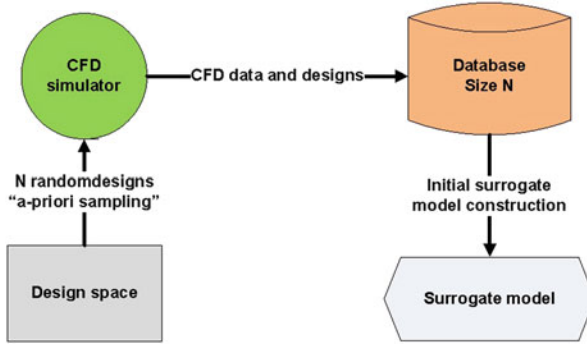 CFD
simulator
CFD data and designs
Database
Size N
N randomdesigns
“a-priori sampling”
Initial surrogate
model construction
Design space
Surrogate model